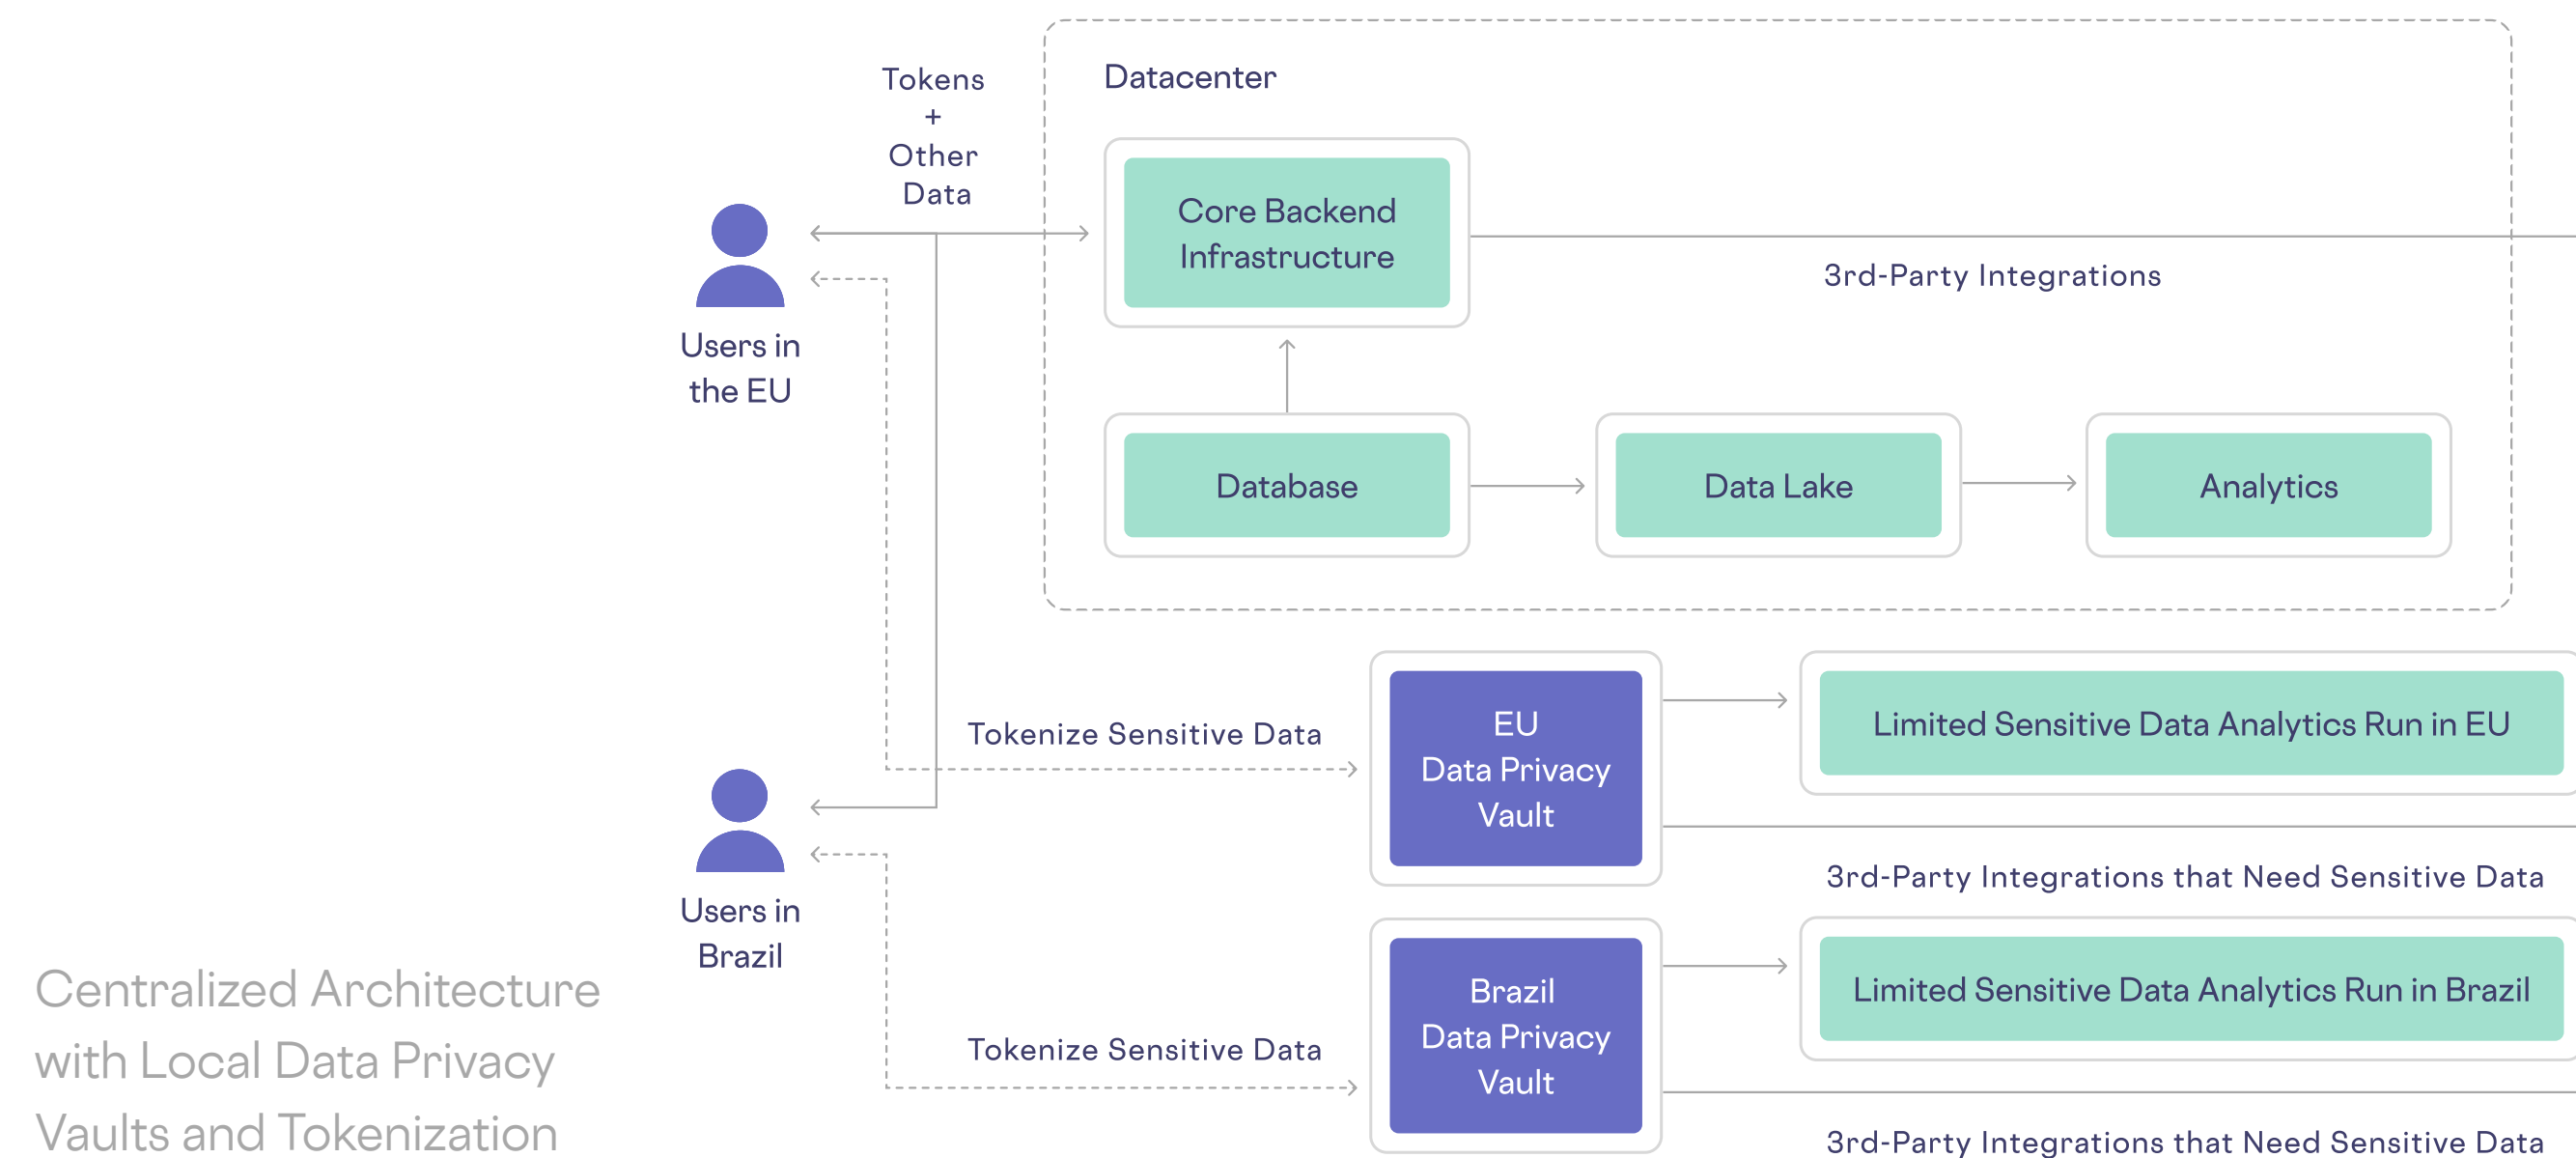 Tokens
+
Other
Data
Datacenter
Core Backend
Infrastructure
3rd-Party Integrations
Users in
the EU
Database
Data Lake
Analytics
Tokenize Sensitive Data
EU
Data Privacy
Vault
Limited Sensitive Data Analytics Run in EU
3rd-Party Integrations that Need Sensitive Data
Users in
Brazil
Tokenize Sensitive Data
Brazil
Data Privacy
Vault
Limited Sensitive Data Analytics Run in Brazil
3rd-Party Integrations that Need Sensitive Data
Centralized Architecture
with Local Data Privacy
Vaults and Tokenization